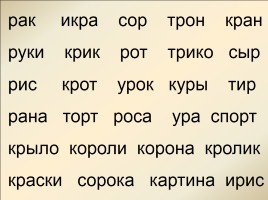 рак икра сор трон кран
руки крик рот трико сыр
рис крот урок куры тир
рана торт роса ура спорт
крыло короли корона кролик
краски сорока картина ирис